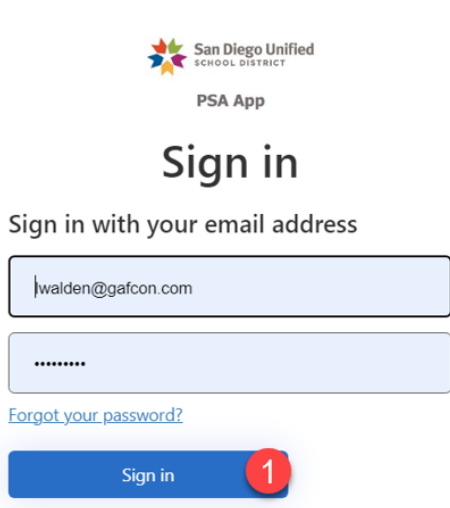 San Diego Unified
SCHOOL DISTRICT
PSA App
Sign in
Sign in with your email address
lwalden@gafcon.com
•••••••••
Forgot your password?
Sign in 1